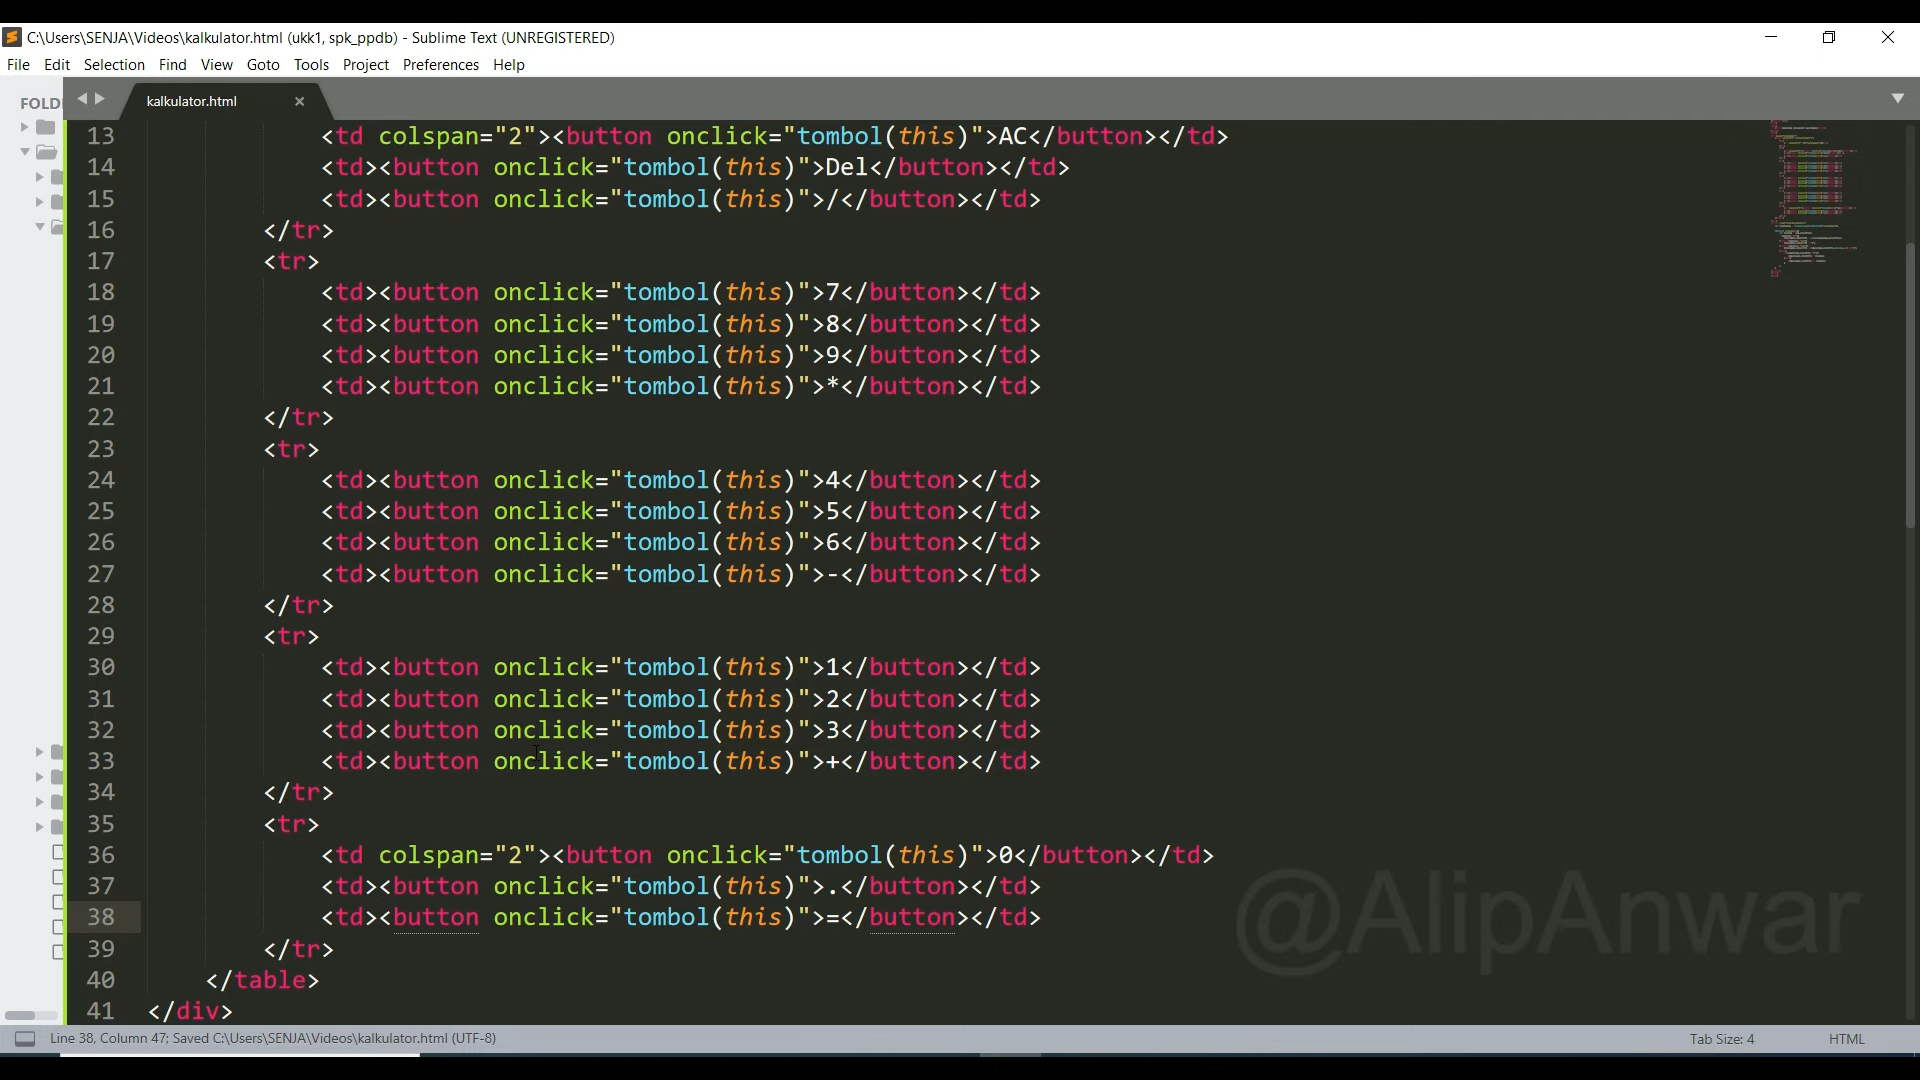 C:\Users\SENJA\Videos\kalkulator.html (ukk1, spk_ppdb) - Sublime Text (UNREGISTERED)
File Edit Selection Find View Goto Tools Project Preferences Help
FOLD
kalkulator.html
13 <td colspan="2"><button onclick="tombol(this)">AC</button></td>
14 <td><button onclick="tombol(this)">Del</button></td>
15 <td><button onclick="tombol(this)">/</button></td>
16 </tr>
17 <tr>
18 <td><button onclick="tombol(this)">7</button></td>
19 <td><button onclick="tombol(this)">8</button></td>
20 <td><button onclick="tombol(this)">9</button></td>
21 <td><button onclick="tombol(this)">*</button></td>
22 </tr>
23 <tr>
24 <td><button onclick="tombol(this)">4</button></td>
25 <td><button onclick="tombol(this)">5</button></td>
26 <td><button onclick="tombol(this)">6</button></td>
27 <td><button onclick="tombol(this)">-</button></td>
28 </tr>
29 <tr>
30 <td><button onclick="tombol(this)">1</button></td>
31 <td><button onclick="tombol(this)">2</button></td>
32 <td><button onclick="tombol(this)">3</button></td>
33 <td><button onclick="tombol(this)">+</button></td>
34 </tr>
35 <tr>
36 <td colspan="2"><button onclick="tombol(this)">0</button></td>
37 <td><button onclick="tombol(this)">.</button></td>
38 <td><button onclick="tombol(this)">=</button></td>
39 </tr>
40 </table>
41 </div>
@AlipAnwar
Line 38, Column 47; Saved C:\Users\SENJA\Videos\kalkulator.html (UTF-8) Tab Size: 4 HTML